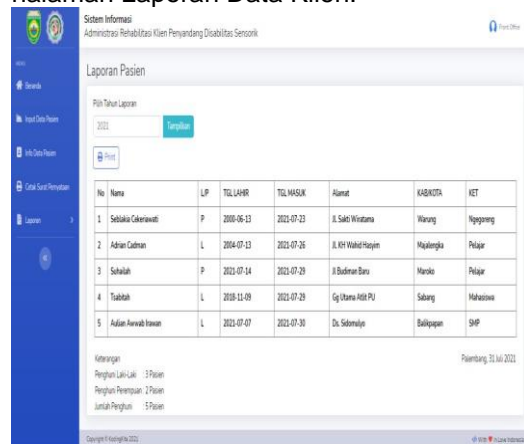 halaman Laporan Data Klien.
Sistem Informasi
Administrasi Rehabilitasi Klien Penyandang Disabilitas Sensorik
Front Office
MENU
Beranda
Input Data Pasien
Info Data Pasien
Cetak Surat Pernyataan
Laporan
Laporan Pasien
Pilih Tahun Laporan
2021 Tampilkan
Print
No Nama L/P TGL LAHIR TGL MASUK Alamat KAB/KOTA KET
1 Seblakia Cekeriawati P 2000-06-13 2021-07-23 Jl. Sakti Wiratama Warung Ngegoreng
2 Adrian Cadman L 2004-07-13 2021-07-26 JL KH Wahid Hasyim Majalengka Pelajar
3 Suhailah P 2021-07-14 2021-07-29 Jl Budiman Baru Maroko Pelajar
4 Tsabitah L 2018-11-09 2021-07-29 Gg Utama Atlit PU Sabang Mahasiswa
5 Aulian Awwab Irawan L 2021-07-07 2021-07-30 Ds. Sidomulyo Balikpapan SMP
Keterangan Palembang, 31 Juli 2021
Penghuni Laki-Laki : 3 Pasien
Penghuni Perempuan : 2 Pasien
Jumlah Penghuni : 5 Pasien
Copyright © KodingKita 2021